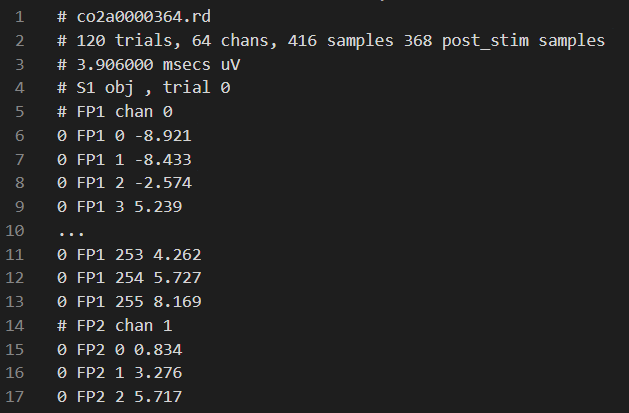 1 # co2a0000364.rd
2 # 120 trials, 64 chans, 416 samples 368 post_stim samples
3 # 3.906000 msecs uV
4 # S1 obj , trial 0
5 # FP1 chan 0
6 0 FP1 0 -8.921
7 0 FP1 1 -8.433
8 0 FP1 2 -2.574
9 0 FP1 3 5.239
10 ...
11 0 FP1 253 4.262
12 0 FP1 254 5.727
13 0 FP1 255 8.169
14 # FP2 chan 1
15 0 FP2 0 0.834
16 0 FP2 1 3.276
17 0 FP2 2 5.717